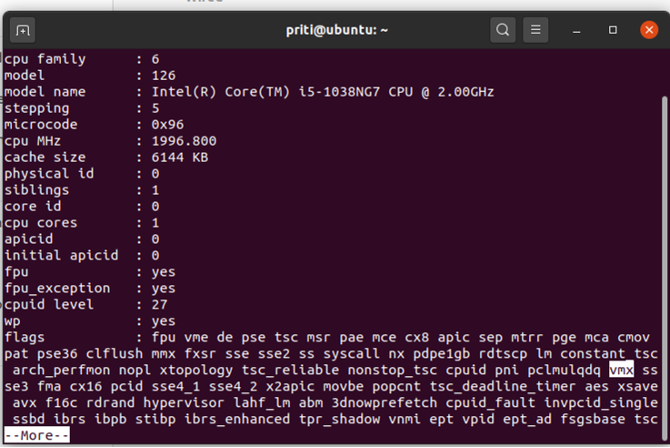 priti@ubuntu: ~
cpu family : 6
model : 126
model name : Intel(R) Core(TM) i5-1038NG7 CPU @ 2.00GHz
stepping : 5
microcode : 0x96
cpu MHz : 1996.800
cache size : 6144 KB
physical id : 0
siblings : 1
core id : 0
cpu cores : 1
apicid : 0
initial apicid : 0
fpu : yes
fpu_exception : yes
cpuid level : 27
wp : yes
flags : fpu vme de pse tsc msr pae mce cx8 apic sep mtrr pge mca cmov
pat pse36 clflush mmx fxsr sse sse2 ss syscall nx pdpe1gb rdtscp lm constant_tsc
arch_perfmon nopl xtopology tsc_reliable nonstop_tsc cpuid pni pclmulqdq vmx ss
se3 fma cx16 pcid sse4_1 sse4_2 x2apic movbe popcnt tsc_deadline_timer aes xsave
avx f16c rdrand hypervisor lahf_lm abm 3dnowprefetch cpuid_fault invpcid_single
ssbd ibrs ibpb stibp ibrs_enhanced tpr_shadow vnmi ept vpid ept_ad fsgsbase tsc
--More--